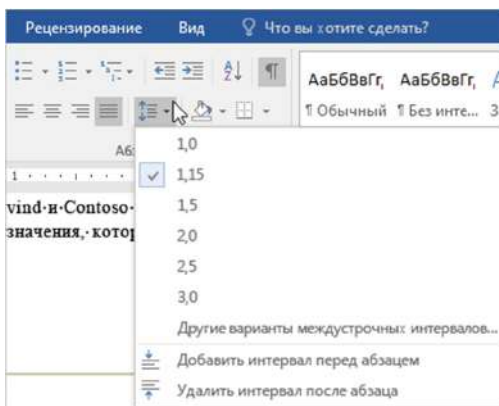 Рецензирование Вид Что вы хотите сделать?
АаБбВвГг, АаБбВвГг,
¶ Обычный ¶ Без инте... З
Аб
1,0
1
1,15
vind·и·Contoso·
1,5
значения,·котор
2,0
2,5
3,0
Другие варианты междустрочных интервалов...
Добавить интервал перед абзацем
Удалить интервал после абзаца